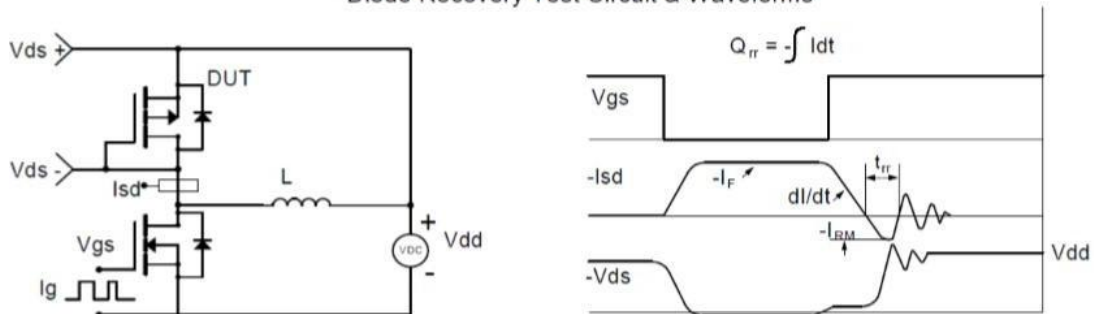 Diode Recovery Test Circuit & Waveforms
Vds +
DUT
Vds -
Isd
L
Vgs
Ig
+
VDC
-
Vdd
Qrr = -∫ Idt
Vgs
-Isd
-IF
dI/dt
trr
-IRM
Vdd
-Vds